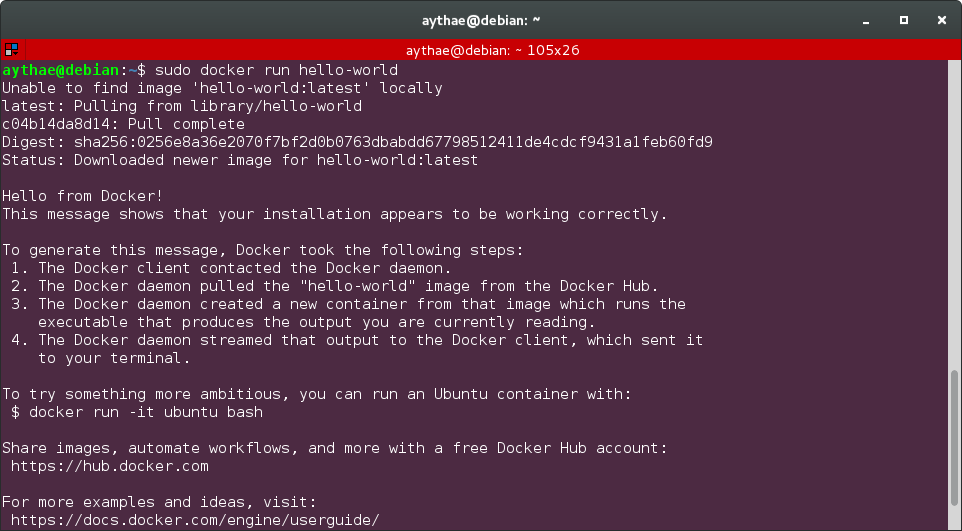 aythae@debian: ~
aythae@debian: ~ 105x26
aythae@debian:~$ sudo docker run hello-world
Unable to find image 'hello-world:latest' locally
latest: Pulling from library/hello-world
c04b14da8d14: Pull complete
Digest: sha256:0256e8a36e2070f7bf2d0b0763dbabdd67798512411de4cdcf9431a1feb60fd9
Status: Downloaded newer image for hello-world:latest

Hello from Docker!
This message shows that your installation appears to be working correctly.

To generate this message, Docker took the following steps:
 1. The Docker client contacted the Docker daemon.
 2. The Docker daemon pulled the "hello-world" image from the Docker Hub.
 3. The Docker daemon created a new container from that image which runs the
    executable that produces the output you are currently reading.
 4. The Docker daemon streamed that output to the Docker client, which sent it
    to your terminal.

To try something more ambitious, you can run an Ubuntu container with:
 $ docker run -it ubuntu bash

Share images, automate workflows, and more with a free Docker Hub account:
 https://hub.docker.com

For more examples and ideas, visit:
 https://docs.docker.com/engine/userguide/